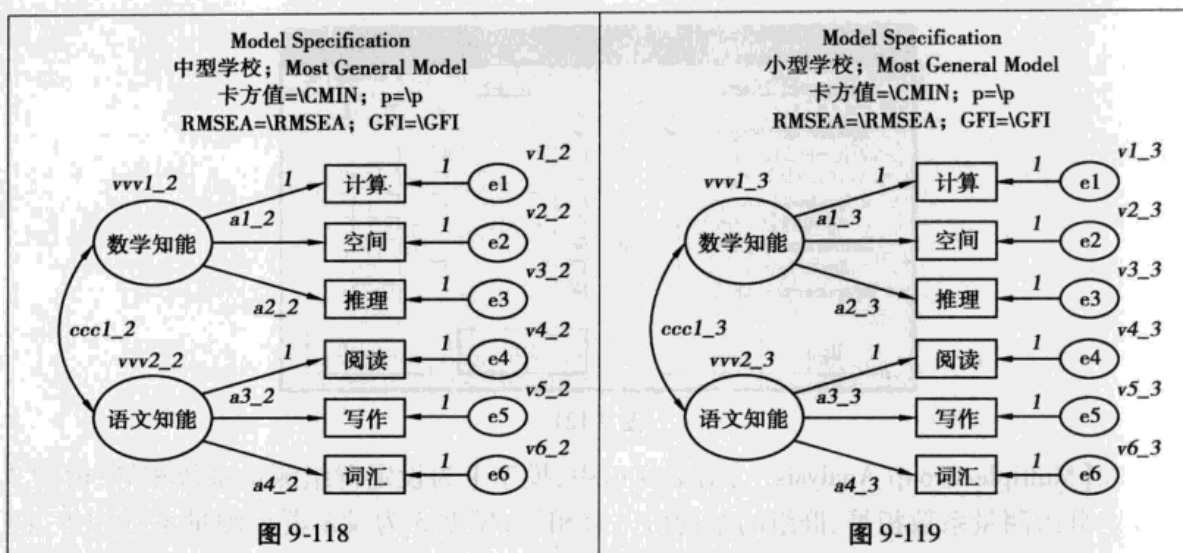 Model Specification
中型学校；Most General Model
卡方值=\CMIN；p=\p
RMSEA=\RMSEA；GFI=\GFI
v1_2
vvv1_2
1
计算
1
e1
a1_2
v2_2
数学知能
空间
1
e2
v3_2
a2_2
推理
1
e3
ccc1_2
v4_2
vvv2_2
1
阅读
1
e4
a3_2
v5_2
语文知能
写作
1
e5
v6_2
a4_2
词汇
1
e6
图 9-118
Model Specification
小型学校；Most General Model
卡方值=\CMIN；p=\p
RMSEA=\RMSEA；GFI=\GFI
v1_3
vvv1_3
1
计算
1
e1
a1_3
v2_3
数学知能
空间
1
e2
v3_3
a2_3
推理
1
e3
ccc1_3
v4_3
vvv2_3
1
阅读
1
e4
a3_3
v5_3
语文知能
写作
1
e5
v6_3
a4_3
词汇
1
e6
图 9-119